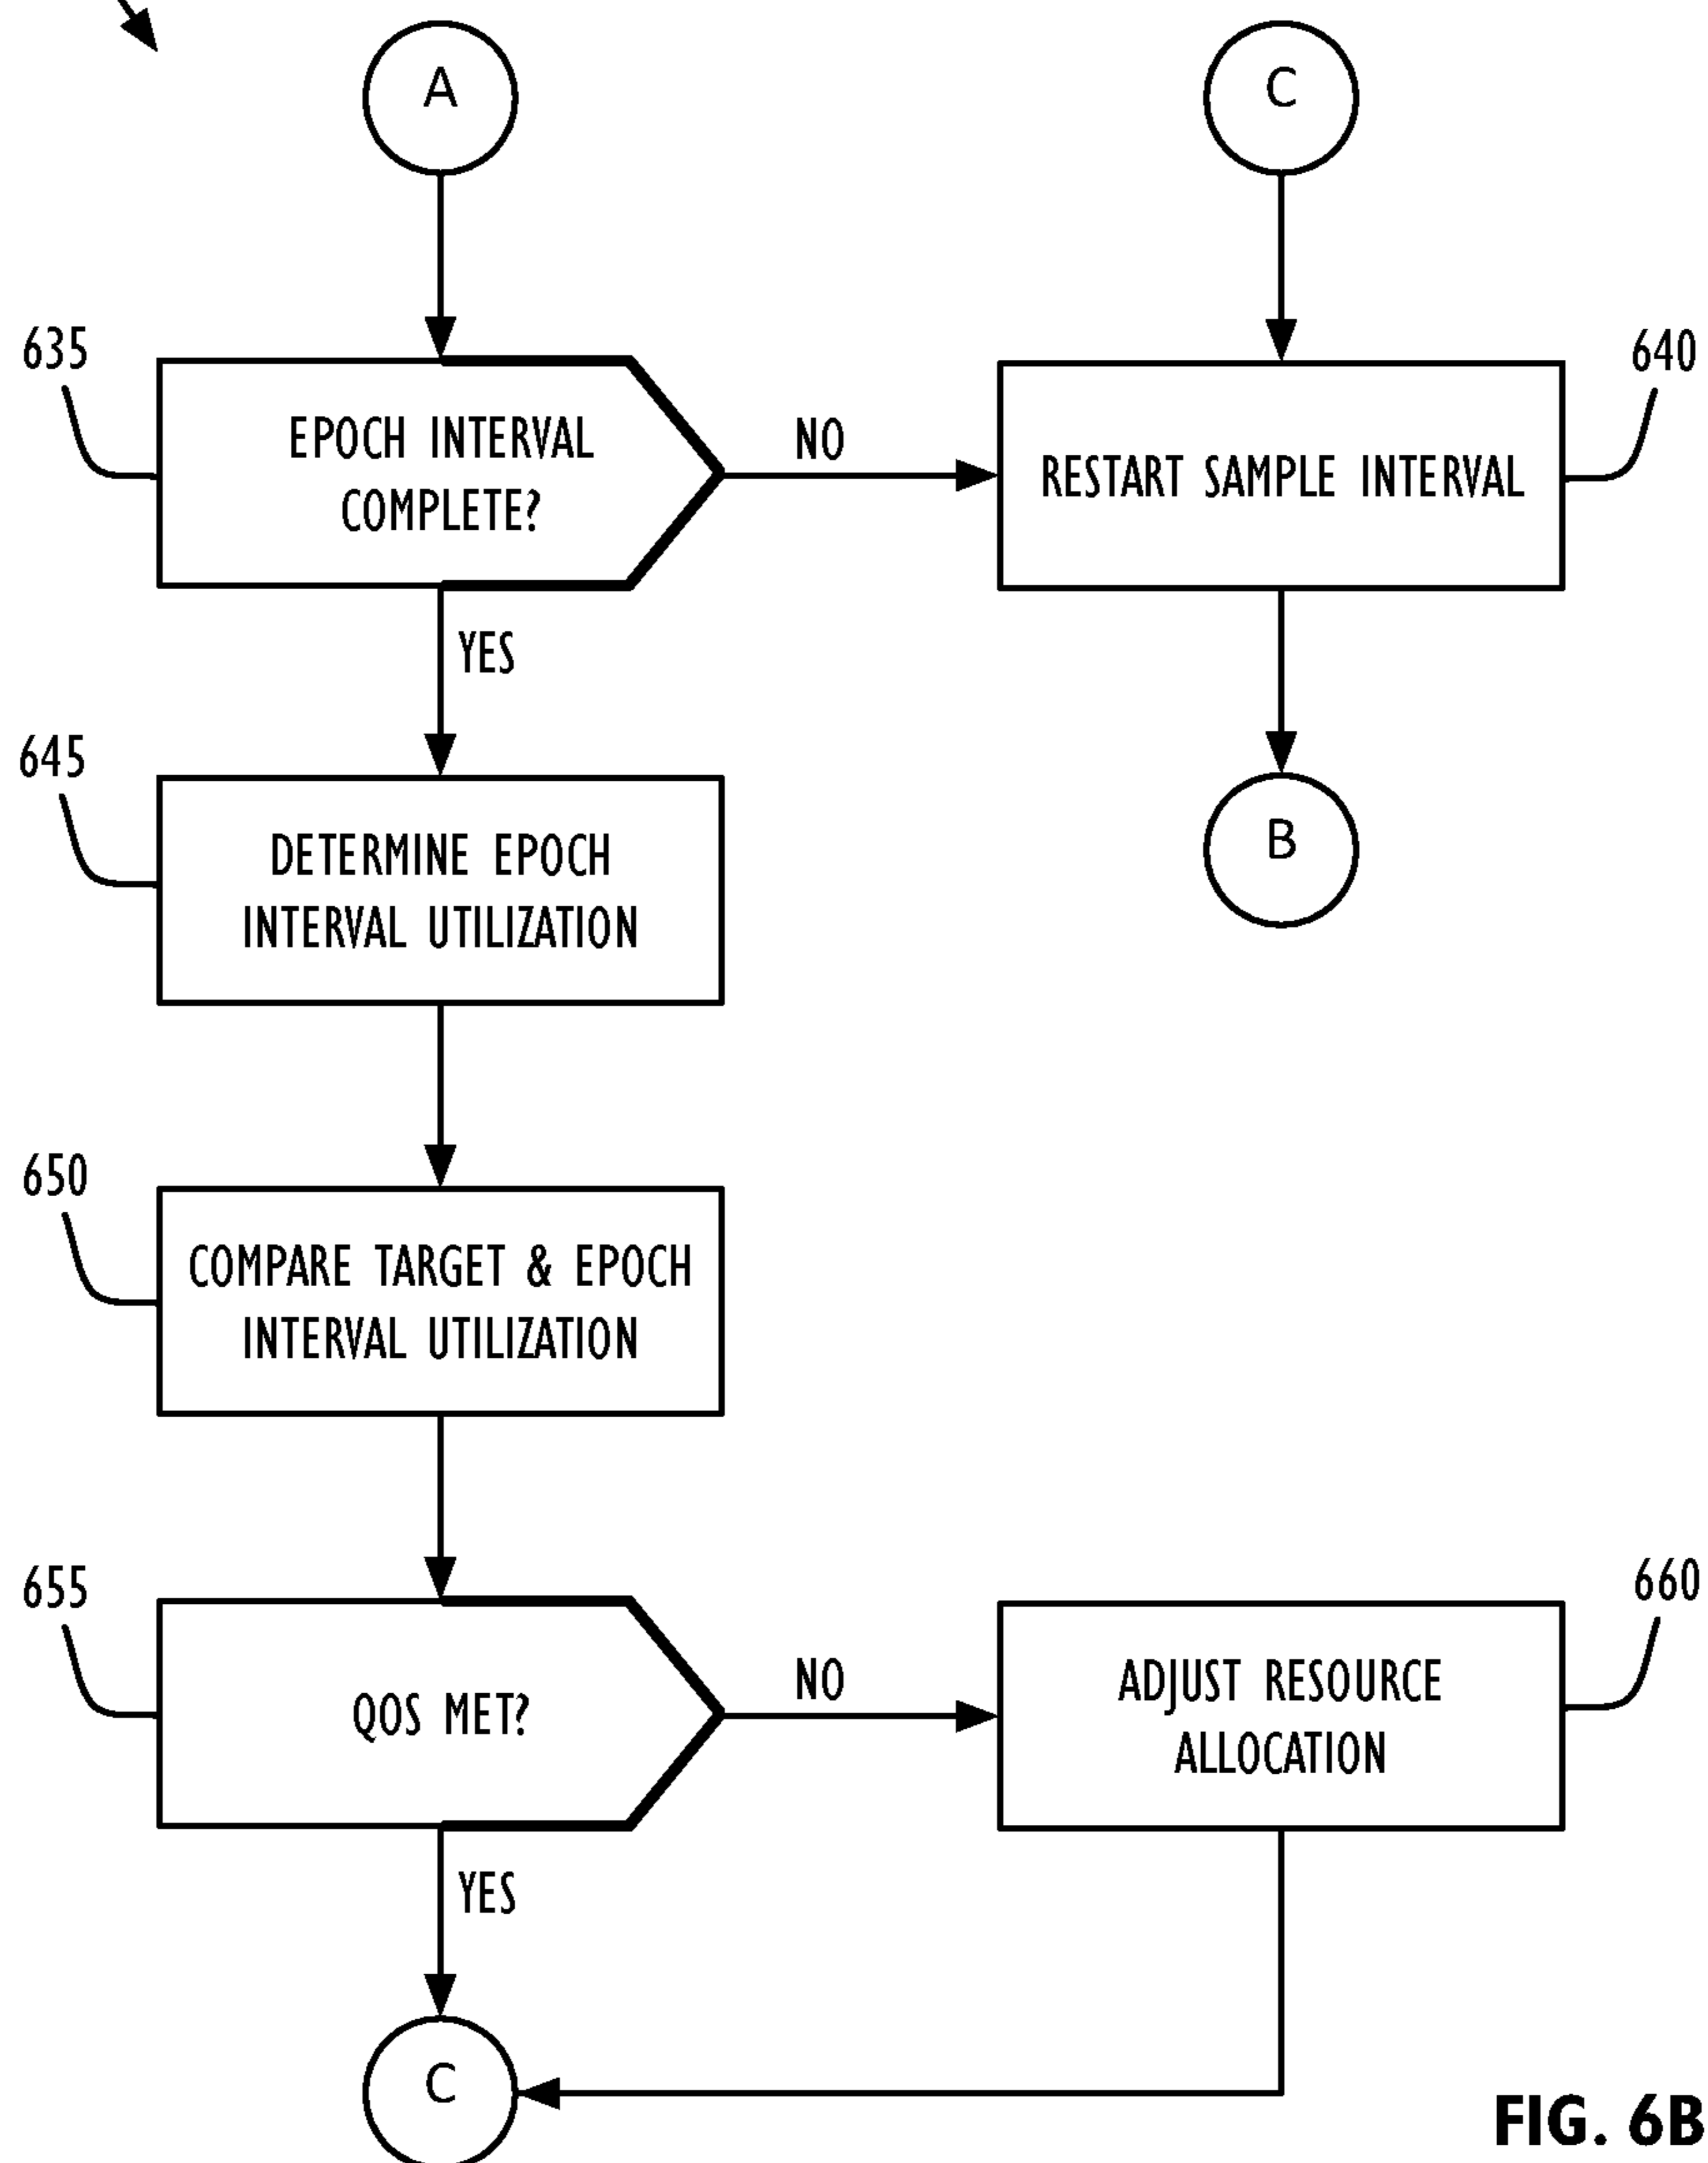 A
C
635
EPOCH INTERVAL
COMPLETE?
NO
RESTART SAMPLE INTERVAL
640
YES
645
DETERMINE EPOCH
INTERVAL UTILIZATION
B
650
COMPARE TARGET & EPOCH
INTERVAL UTILIZATION
655
QOS MET?
NO
ADJUST RESOURCE
ALLOCATION
660
YES
C
FIG. 6B